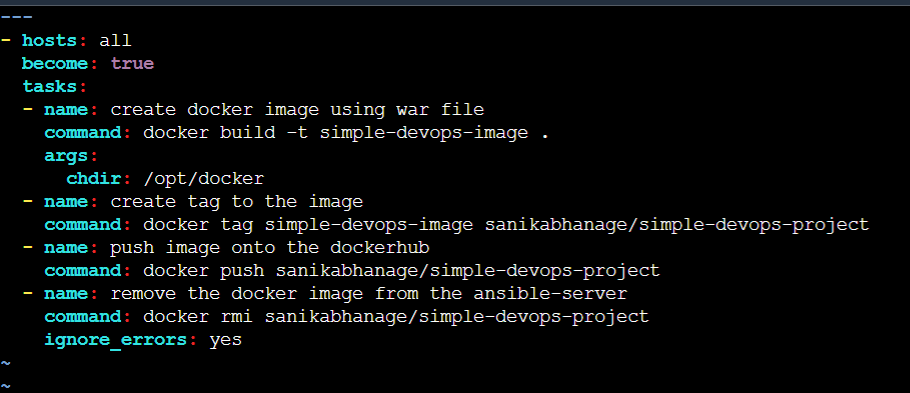 ---
- hosts: all
  become: true
  tasks:
  - name: create docker image using war file
    command: docker build -t simple-devops-image .
    args:
      chdir: /opt/docker
  - name: create tag to the image
    command: docker tag simple-devops-image sanikabhanage/simple-devops-project
  - name: push image onto the dockerhub
    command: docker push sanikabhanage/simple-devops-project
  - name: remove the docker image from the ansible-server
    command: docker rmi sanikabhanage/simple-devops-project
    ignore_errors: yes
~
~